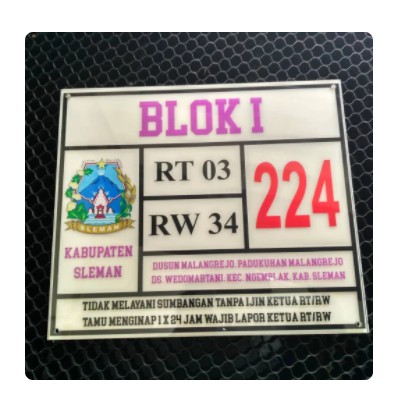 BLOK I
RT 03
RW 34
224
SLEMAN
KABUPATEN
SLEMAN
DUSUN MALANGREJO, PADUKUHAN MALANGREJO
DS. WEDOMARTANI, KEC. NGEMPLAK, KAB. SLEMAN
TIDAK MELAYANI SUMBANGAN TANPA IJIN KETUA RT/RW
TAMU MENGINAP 1 X 24 JAM WAJIB LAPOR KETUA RT/RW